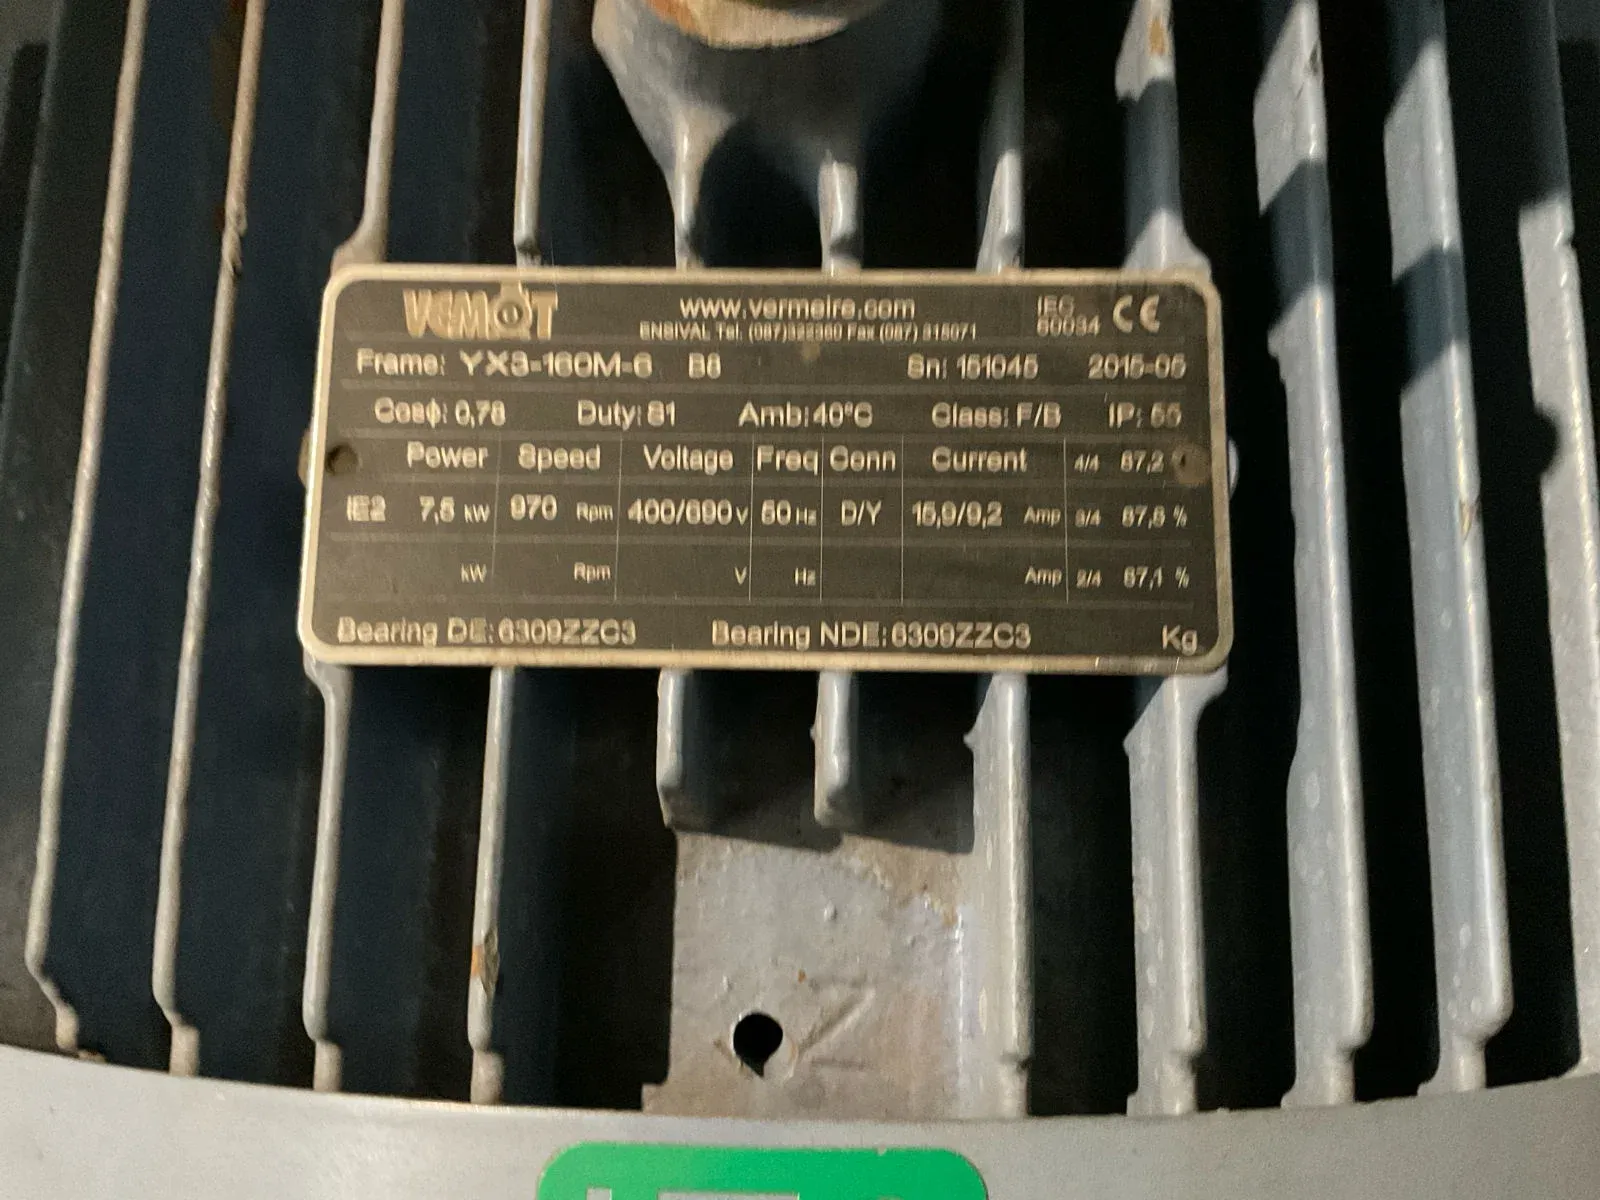 VEMOT
www.vermeire.com
ENSIVAL Tel. (087)322360 Fax (087) 315071
IEC
60034 CE
Frame: YX3-160M-6 B3 Sn: 151045 2015-05
Cosϕ: 0,78 Duty: S1 Amb: 40°C Class: F/B IP: 55
Power Speed Voltage Freq Conn Current 4/4 87,2
IE2 7,5 kW 970 Rpm 400/690 V 50 Hz D/Y 15,9/9,2 Amp 3/4 87,8 %
kW Rpm V Hz Amp 2/4 87,1 %
Bearing DE: 6309ZZC3 Bearing NDE: 6309ZZC3 Kg